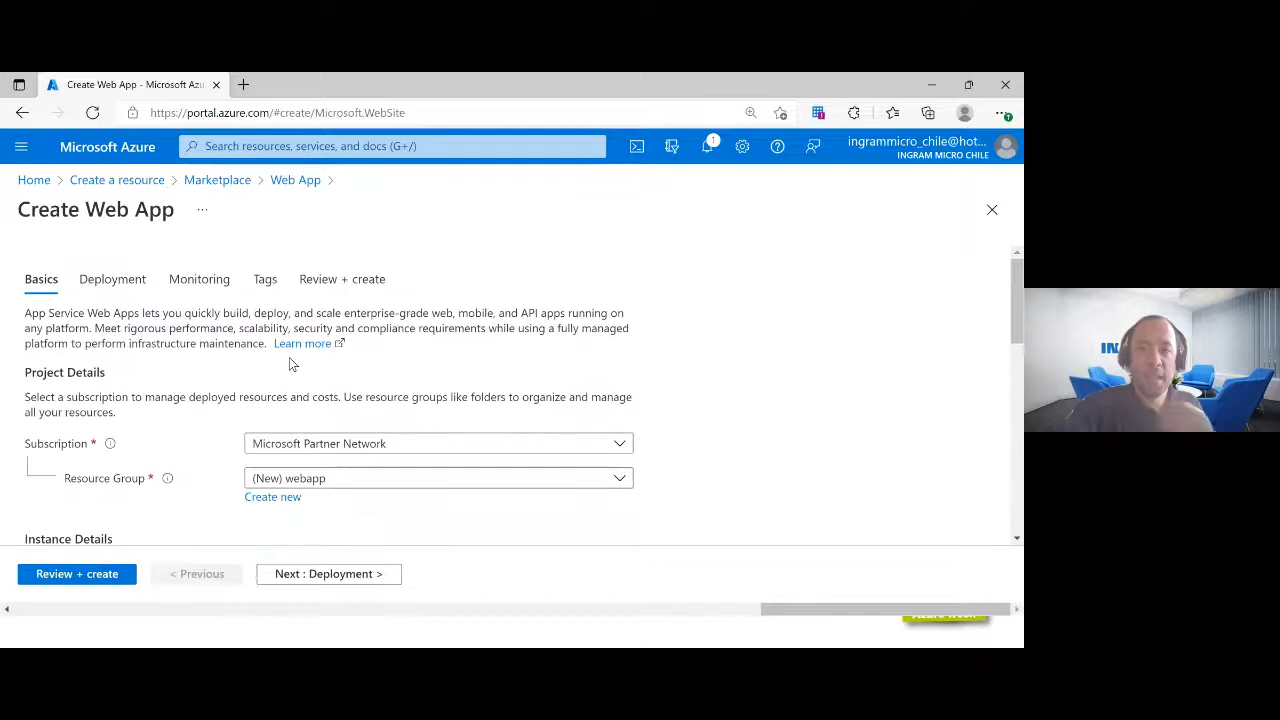 Create Web App - Microsoft Azu
https://portal.azure.com/#create/Microsoft.WebSite
Microsoft Azure
Search resources, services, and docs (G+/)
1
ingrammicro_chile@hot...
INGRAM MICRO CHILE
Home > Create a resource > Marketplace > Web App >
Create Web App ...
Basics Deployment Monitoring Tags Review + create
App Service Web Apps lets you quickly build, deploy, and scale enterprise-grade web, mobile, and API apps running on
any platform. Meet rigorous performance, scalability, security and compliance requirements while using a fully managed
platform to perform infrastructure maintenance. Learn more
Project Details
Select a subscription to manage deployed resources and costs. Use resource groups like folders to organize and manage
all your resources.
Subscription * Microsoft Partner Network
Resource Group * (New) webapp
Create new
Instance Details
Review + create < Previous Next : Deployment >